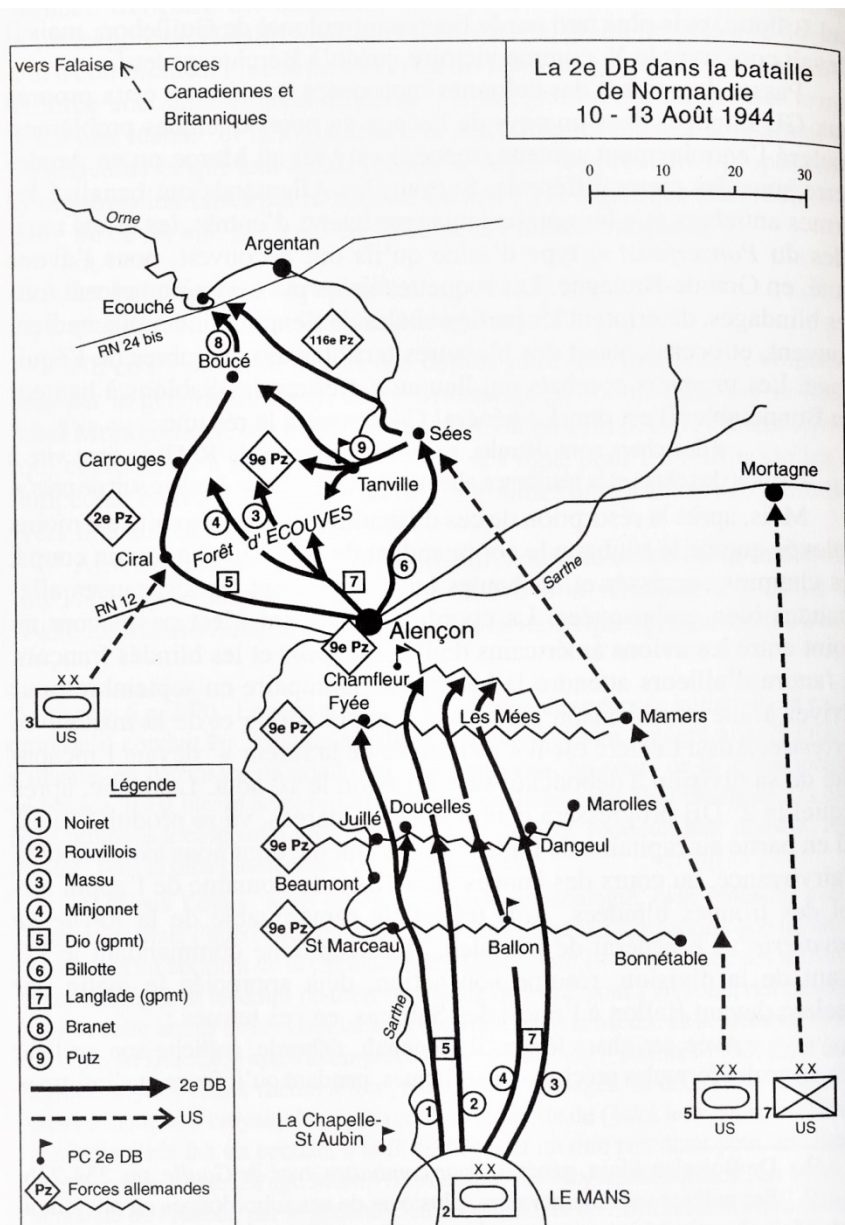 vers Falaise
Forces
Canadiennes et
Britanniques
La 2e DB dans la bataille
de Normandie
10 - 13 Août 1944
0 10 20 30
Orne
Argentan
Ecouché
RN 24 bis
116e Pz
8
Boucé
Sées
9
Carouges
9e Pz
Tanville
Mortagne
2e Pz
4
3
d'ECOUVES
Forêt
6
Ciral
5
7
Sarthe
RN 12
Alençon
9e Pz
Chamfleur
XX
3
US
Fyée
Les Mées
Mamers
9e Pz
Légende
1 Noiret
2 Rouvillois
3 Massu
4 Minjonnet
5 Dio (gpmt)
6 Billotte
7 Langlade (gpmt)
8 Branet
9 Putz
2e DB
US
PC 2e DB
Pz Forces allemandes
Doucelles
Marolles
Juillé
9e Pz
Dangeul
Beaumont
9e Pz
St Marceau
Ballon
Bonnétable
Sarthe
5
7
4
3
1
2
XX
5
US
XX
7
US
La Chapelle-
St Aubin
XX
2
LE MANS